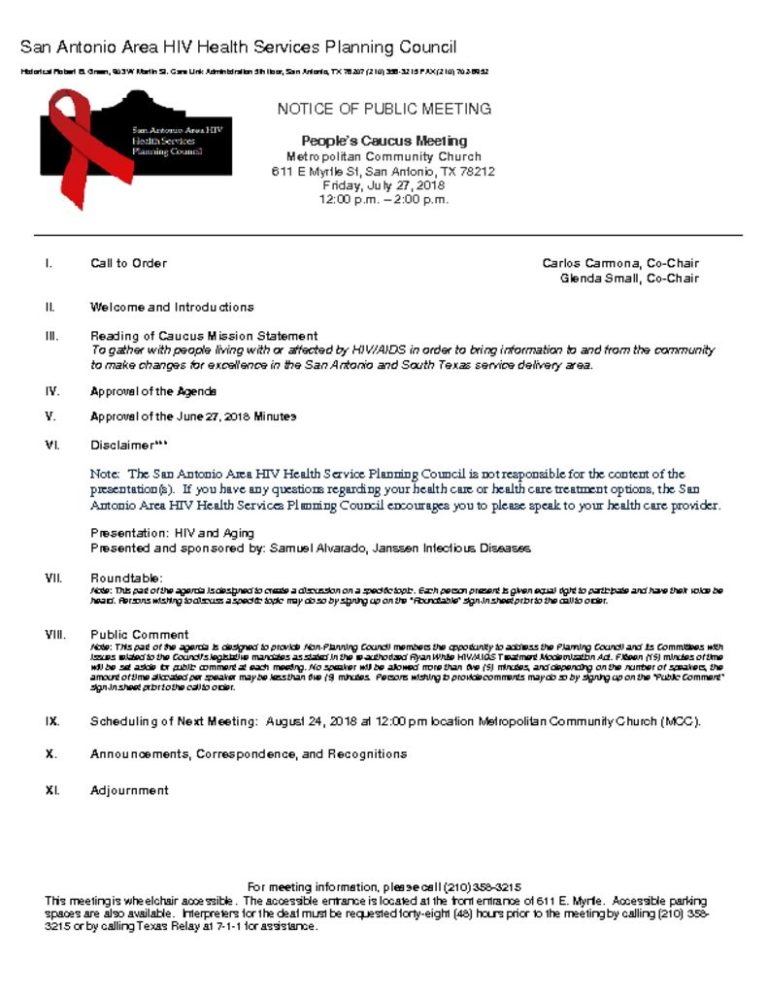 San Antonio Area HIV Health Services Planning Council
Historical Robert B. Green, 903 W Martin St. Care Link Administration 5th floor, San Antonio, TX 78207 (210) 358-3215 FAX (210) 702-6952
San Antonio Area HIV
Health Services
Planning Council
NOTICE OF PUBLIC MEETING
People's Caucus Meeting
Metropolitan Community Church
611 E Myrtle St, San Antonio, TX 78212
Friday, July 27, 2018
12:00 p.m. – 2:00 p.m.
I. Call to Order Carlos Carmona, Co-Chair
Glenda Small, Co-Chair
II. Welcome and Introductions
III. Reading of Caucus Mission Statement
To gather with people living with or affected by HIV/AIDS in order to bring information to and from the community
to make changes for excellence in the San Antonio and South Texas service delivery area.
IV. Approval of the Agenda
V. Approval of the June 27, 2018 Minutes
VI. Disclaimer***
Note: The San Antonio Area HIV Health Service Planning Council is not responsible for the content of the
presentation(s). If you have any questions regarding your health care or health care treatment options, the San
Antonio Area HIV Health Services Planning Council encourages you to please speak to your health care provider.
Presentation: HIV and Aging
Presented and sponsored by: Samuel Alvarado, Janssen Infectious Diseases
VII. Roundtable:
Note: This part of the agenda is designed to create a discussion on a specific topic. Each person present is given equal right to participate and have their voice be
heard. Persons wishing to discuss a specific topic may do so by signing up on the "Roundtable" sign-in sheet prior to the call to order.
VIII. Public Comment
Note: This part of the agenda is designed to provide Non-Planning Council members the opportunity to address the Planning Council and its Committees with
issues related to the Council's legislative mandates as stated in the re-authorized Ryan White HIV/AIDS Treatment Modernization Act. Fifteen (15) minutes of time
will be set aside for public comment at each meeting. No speaker will be allowed more than five (5) minutes, and depending on the number of speakers, the
amount of time allocated per speaker may be less than five (5) minutes. Persons wishing to provide comments may do so by signing up on the "Public Comment"
sign-in sheet prior to the call to order.
IX. Scheduling of Next Meeting: August 24, 2018 at 12:00 pm location Metropolitan Community Church (MCC).
X. Announcements, Correspondence, and Recognitions
XI. Adjournment
For meeting information, please call (210) 358-3215
This meeting is wheelchair accessible. The accessible entrance is located at the front entrance of 611 E. Myrtle. Accessible parking
spaces are also available. Interpreters for the deaf must be requested forty-eight (48) hours prior to the meeting by calling (210) 358-
3215 or by calling Texas Relay at 7-1-1 for assistance.